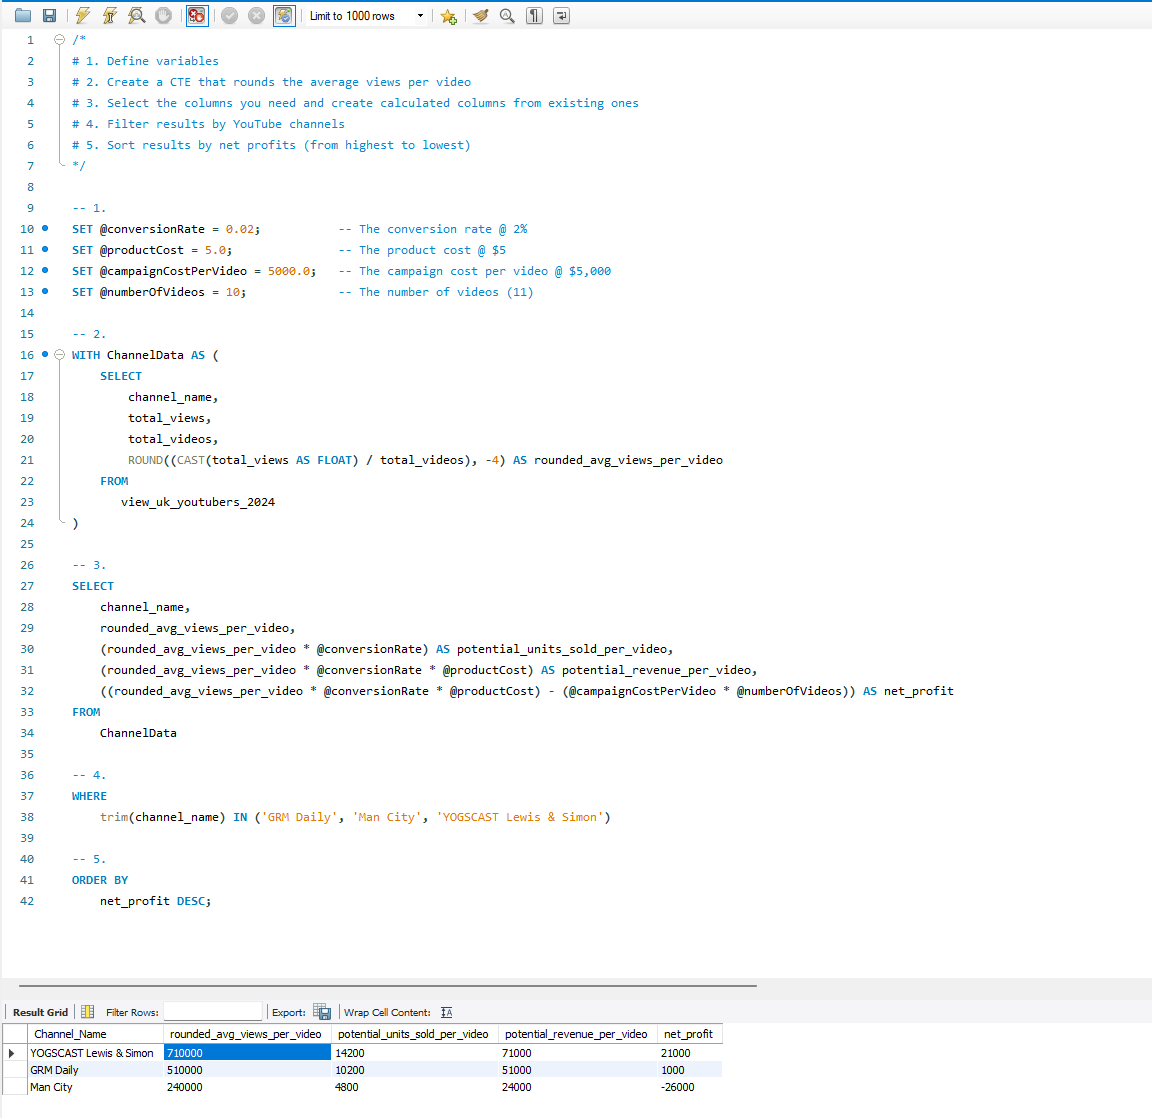 Limit to 1000 rows
1 /*
2 # 1. Define variables
3 # 2. Create a CTE that rounds the average views per video
4 # 3. Select the columns you need and create calculated columns from existing ones
5 # 4. Filter results by YouTube channels
6 # 5. Sort results by net profits (from highest to lowest)
7 */
8
9 -- 1.
10 SET @conversionRate = 0.02; -- The conversion rate @ 2%
11 SET @productCost = 5.0; -- The product cost @ $5
12 SET @campaignCostPerVideo = 5000.0; -- The campaign cost per video @ $5,000
13 SET @numberOfVideos = 10; -- The number of videos (11)
14
15 -- 2.
16 WITH ChannelData AS (
17 SELECT
18 channel_name,
19 total_views,
20 total_videos,
21 ROUND((CAST(total_views AS FLOAT) / total_videos), -4) AS rounded_avg_views_per_video
22 FROM
23 view_uk_youtubers_2024
24 )
25
26 -- 3.
27 SELECT
28 channel_name,
29 rounded_avg_views_per_video,
30 (rounded_avg_views_per_video * @conversionRate) AS potential_units_sold_per_video,
31 (rounded_avg_views_per_video * @conversionRate * @productCost) AS potential_revenue_per_video,
32 ((rounded_avg_views_per_video * @conversionRate * @productCost) - (@campaignCostPerVideo * @numberOfVideos)) AS net_profit
33 FROM
34 ChannelData
35
36 -- 4.
37 WHERE
38 trim(channel_name) IN ('GRM Daily', 'Man City', 'YOGSCAST Lewis & Simon')
39
40 -- 5.
41 ORDER BY
42 net_profit DESC;
Result Grid Filter Rows: Export: Wrap Cell Content: IA
Channel_Name rounded_avg_views_per_video potential_units_sold_per_video potential_revenue_per_video net_profit
YOGSCAST Lewis & Simon 710000 14200 71000 21000
GRM Daily 510000 10200 51000 1000
Man City 240000 4800 24000 -26000